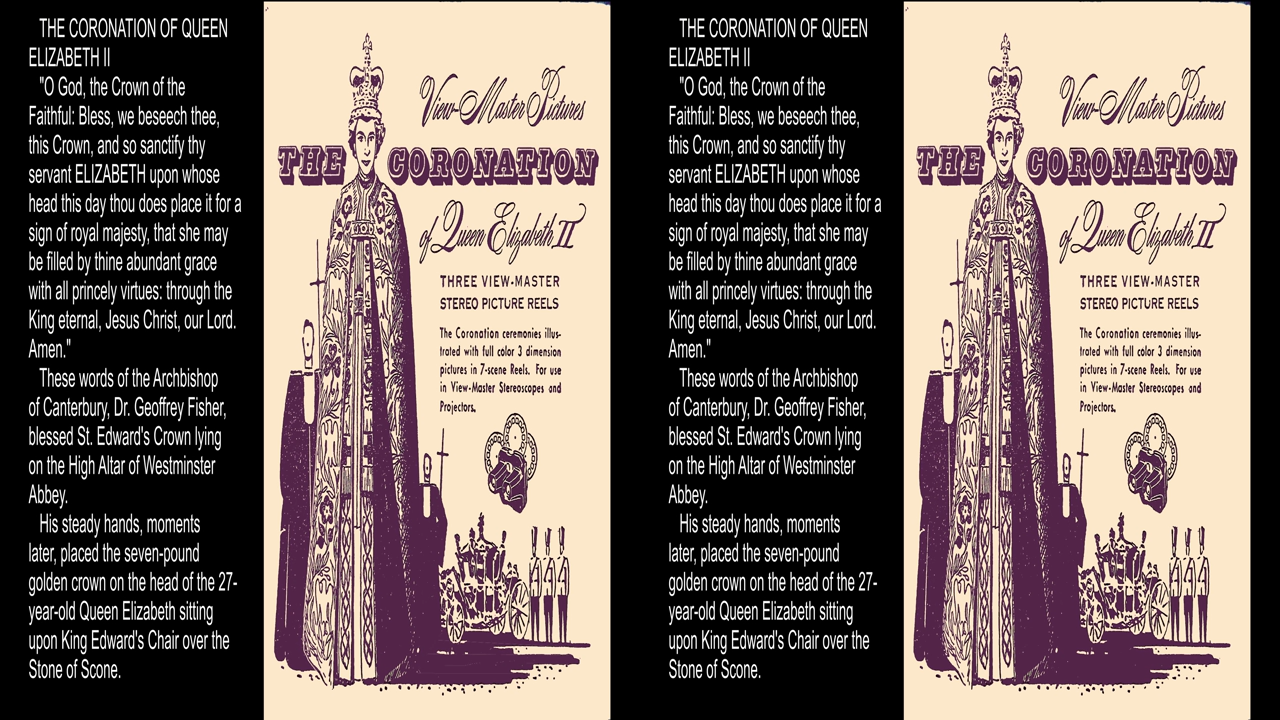 THE CORONATION OF QUEEN
ELIZABETH II
"O God, the Crown of the
Faithful: Bless, we beseech thee,
this Crown, and so sanctify thy
servant ELIZABETH upon whose
head this day thou does place it for a
sign of royal majesty, that she may
be filled by thine abundant grace
with all princely virtues: through the
King eternal, Jesus Christ, our Lord.
Amen."
These words of the Archbishop
of Canterbury, Dr. Geoffrey Fisher,
blessed St. Edward's Crown lying
on the High Altar of Westminster
Abbey.
His steady hands, moments
later, placed the seven-pound
golden crown on the head of the 27-
year-old Queen Elizabeth sitting
upon King Edward's Chair over the
Stone of Scone.
View-Master Pictures
THE CORONATION
of Queen Elizabeth II
THREE VIEW-MASTER
STEREO PICTURE REELS
The Coronation ceremonies illus-
trated with full color 3 dimension
pictures in 7-scene Reels. For use
in View-Master Stereoscopes and
Projectors.
THE CORONATION OF QUEEN
ELIZABETH II
"O God, the Crown of the
Faithful: Bless, we beseech thee,
this Crown, and so sanctify thy
servant ELIZABETH upon whose
head this day thou does place it for a
sign of royal majesty, that she may
be filled by thine abundant grace
with all princely virtues: through the
King eternal, Jesus Christ, our Lord.
Amen."
These words of the Archbishop
of Canterbury, Dr. Geoffrey Fisher,
blessed St. Edward's Crown lying
on the High Altar of Westminster
Abbey.
His steady hands, moments
later, placed the seven-pound
golden crown on the head of the 27-
year-old Queen Elizabeth sitting
upon King Edward's Chair over the
Stone of Scone.
View-Master Pictures
THE CORONATION
of Queen Elizabeth II
THREE VIEW-MASTER
STEREO PICTURE REELS
The Coronation ceremonies illus-
trated with full color 3 dimension
pictures in 7-scene Reels. For use
in View-Master Stereoscopes and
Projectors.